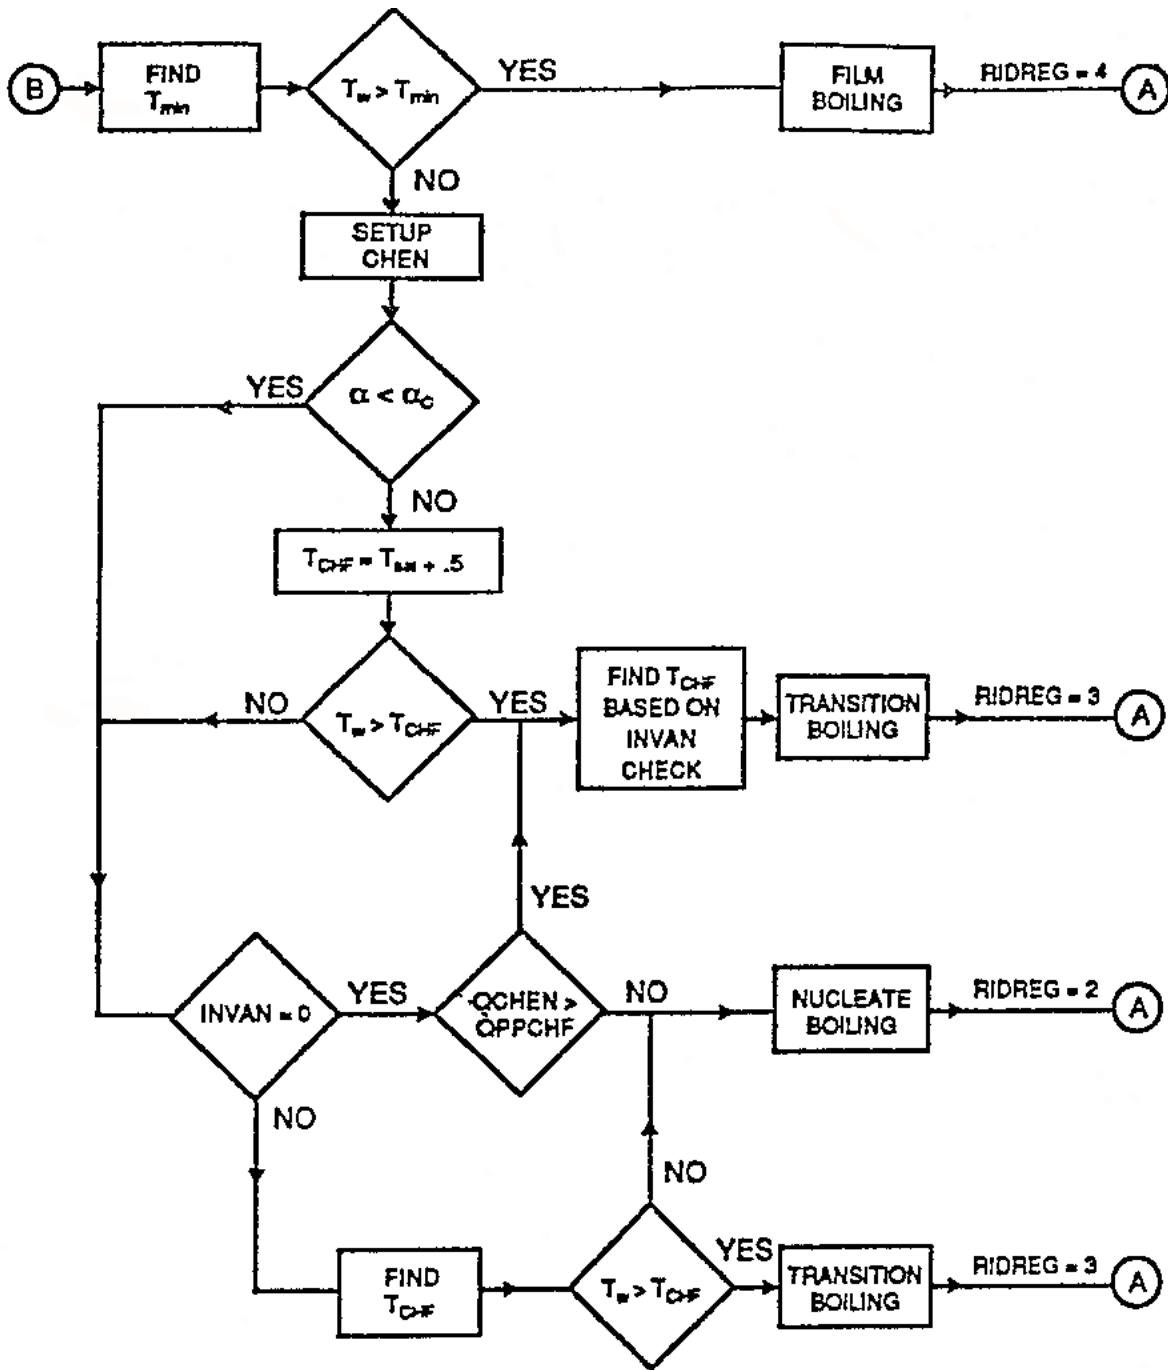 B
FIND
Tmin
Tw > Tmin
YES
FILM
BOILING
RIDREG = 4
A
NO
SETUP
CHEN
YES
α < αc
NO
TCHF =
+ .5
NO
Tw > TCHF
YES
FIND TCHF
BASED ON
INVAN
CHECK
TRANSITION
BOILING
RIDREG = 3
A
YES
INVAN = 0
YES
QCHEN >
QPPCHF
NO
NUCLEATE
BOILING
RIDREG = 2
A
NO
NO
FIND
TCHF
Tw > TCHF
YES
TRANSITION
BOILING
RIDREG = 3
A